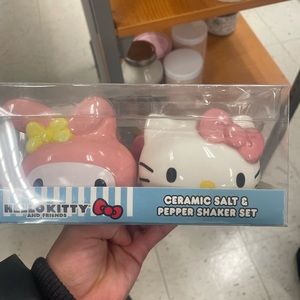 HELLO KITTY
AND FRIENDS
CERAMIC SALT &
PEPPER SHAKER SET